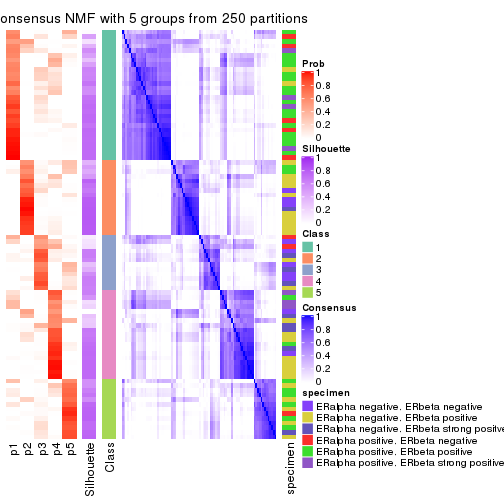 onsensus NMF with 5 groups from 250 partitions
Prob
1
0.8
0.6
0.4
0.2
0
Silhouette
1
0.8
0.6
0.4
0.2
0
Class
1
2
3
4
5
Consensus
1
0.8
0.6
0.4
0.2
0
specimen
ERalpha negative. ERbeta negative
ERalpha negative. ERbeta positive
ERalpha negative. ERbeta strong positive
ERalpha positive. ERbeta negative
ERalpha positive. ERbeta positive
ERalpha positive. ERbeta strong positive
p1
p2
p3
p4
p5
Silhouette
Class
specimen